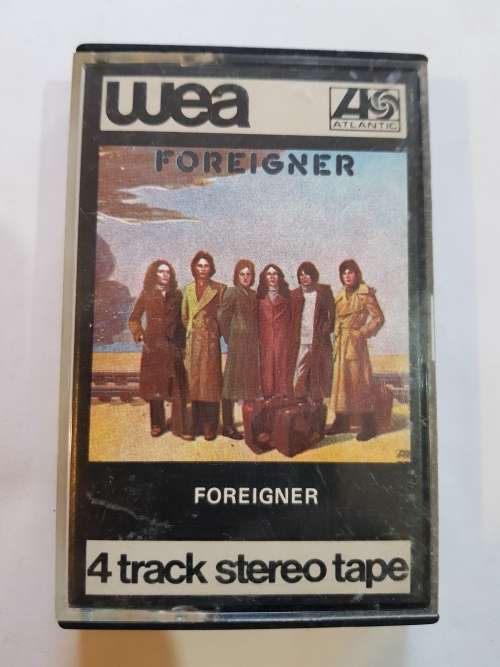 wea
ATLANTIC
FOREIGNER
FOREIGNER
4 track stereo tape